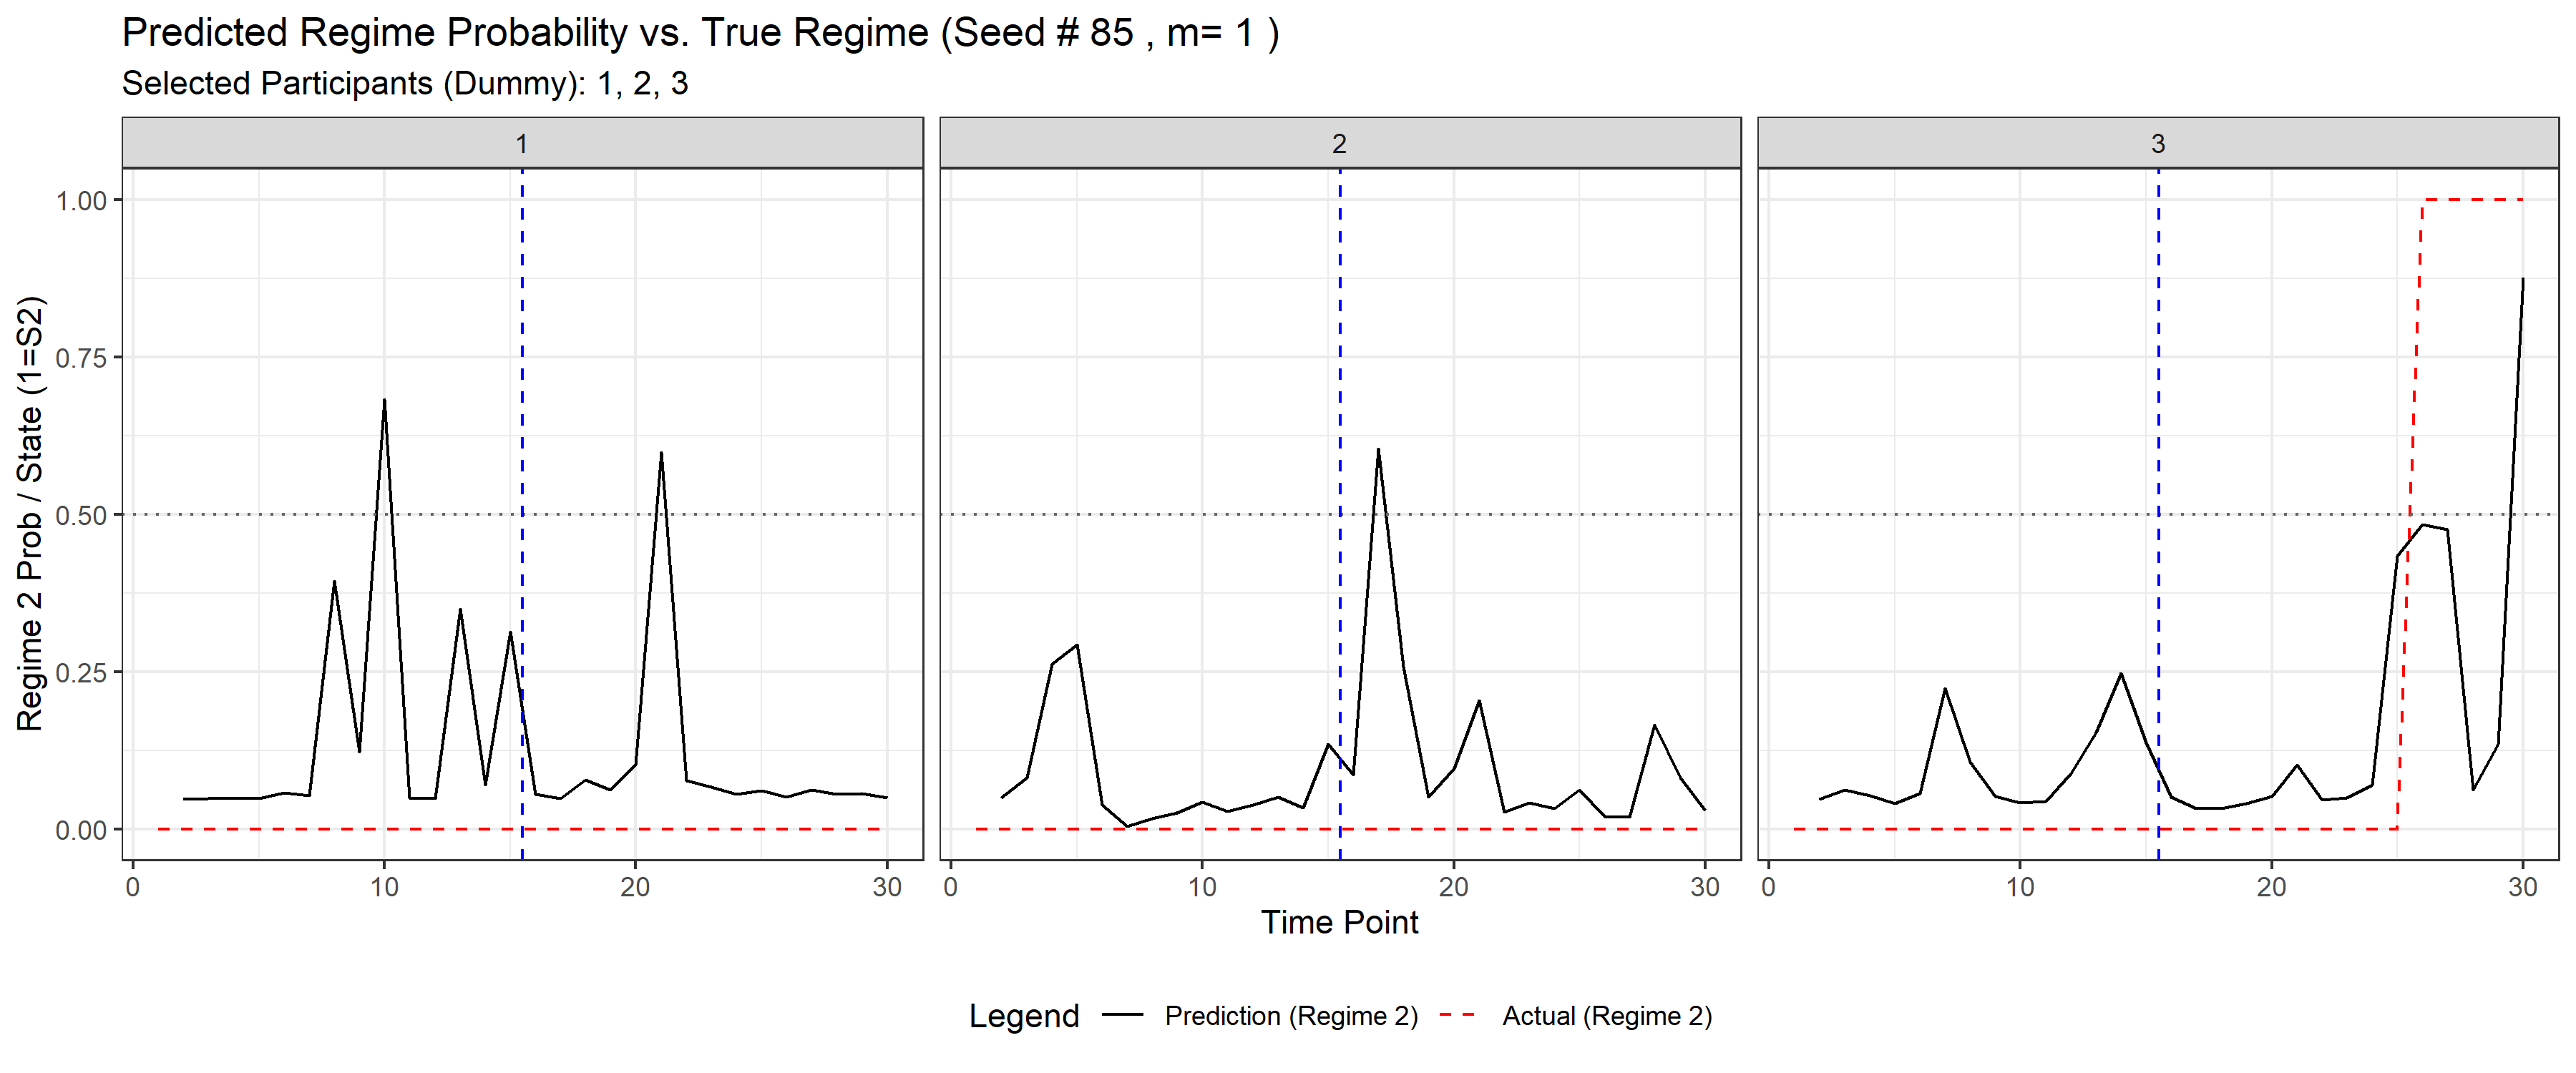 Predicted Regime Probability vs. True Regime (Seed # 85 , m= 1 )
Selected Participants (Dummy): 1, 2, 3
1 2 3
Regime 2 Prob / State (1=S2)
1.00
0.75
0.50
0.25
0.00
0 10 20 30 0 10 20 30 0 10 20 30
Time Point
Legend Prediction (Regime 2) Actual (Regime 2)